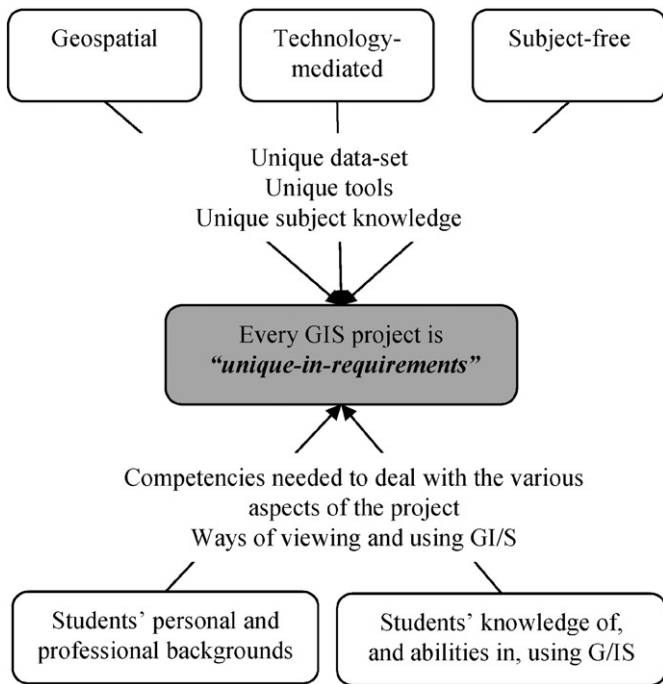 Geospatial
Technology-
mediated
Subject-free
Unique data-set
Unique tools
Unique subject knowledge
Every GIS project is
“unique-in-requirements”
Competencies needed to deal with the various
aspects of the project
Ways of viewing and using GI/S
Students’ personal and
professional backgrounds
Students’ knowledge of,
and abilities in, using G/IS